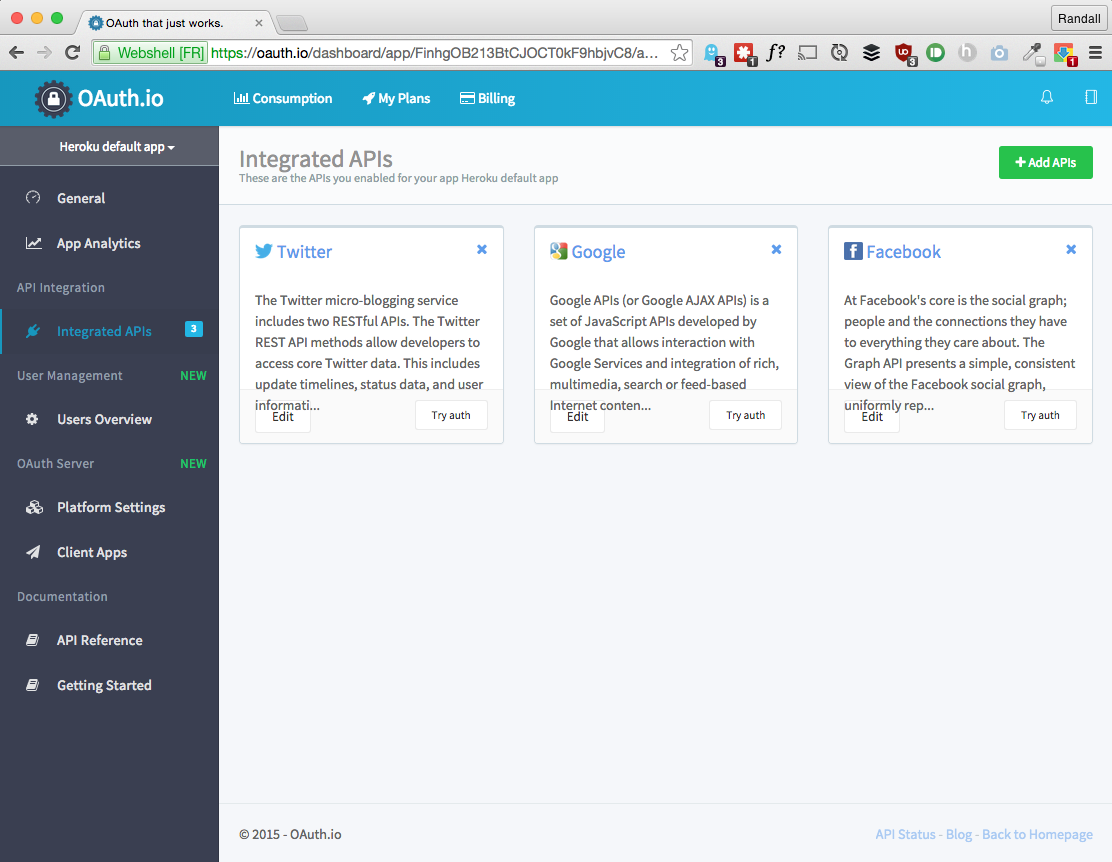 OAuth that just works.
Randall
Webshell [FR] https://oauth.io/dashboard/app/FinhgOB213BtCJOCT0kF9hbjvC8/a...
3
1
f?
UD
3
h
1
OAuth.io
Consumption
My Plans
Billing
Heroku default app
General
App Analytics
API Integration
Integrated APIs
3
User Management
NEW
Users Overview
OAuth Server
NEW
Platform Settings
Client Apps
Documentation
API Reference
Getting Started
Integrated APIs
These are the APIs you enabled for your app Heroku default app
+ Add APIs
Twitter
The Twitter micro-blogging service
includes two RESTful APIs. The Twitter
REST API methods allow developers to
access core Twitter data. This includes
update timelines, status data, and user
informati...
Edit
Try auth
Google
Google APIs (or Google AJAX APIs) is a
set of JavaScript APIs developed by
Google that allows interaction with
Google Services and integration of rich,
multimedia, search or feed-based
Internet conten...
Edit
Try auth
f
Facebook
At Facebook's core is the social graph;
people and the connections they have
to everything they care about. The
Graph API presents a simple, consistent
view of the Facebook social graph,
uniformly rep...
Edit
Try auth
© 2015 - OAuth.io
API Status - Blog - Back to Homepage